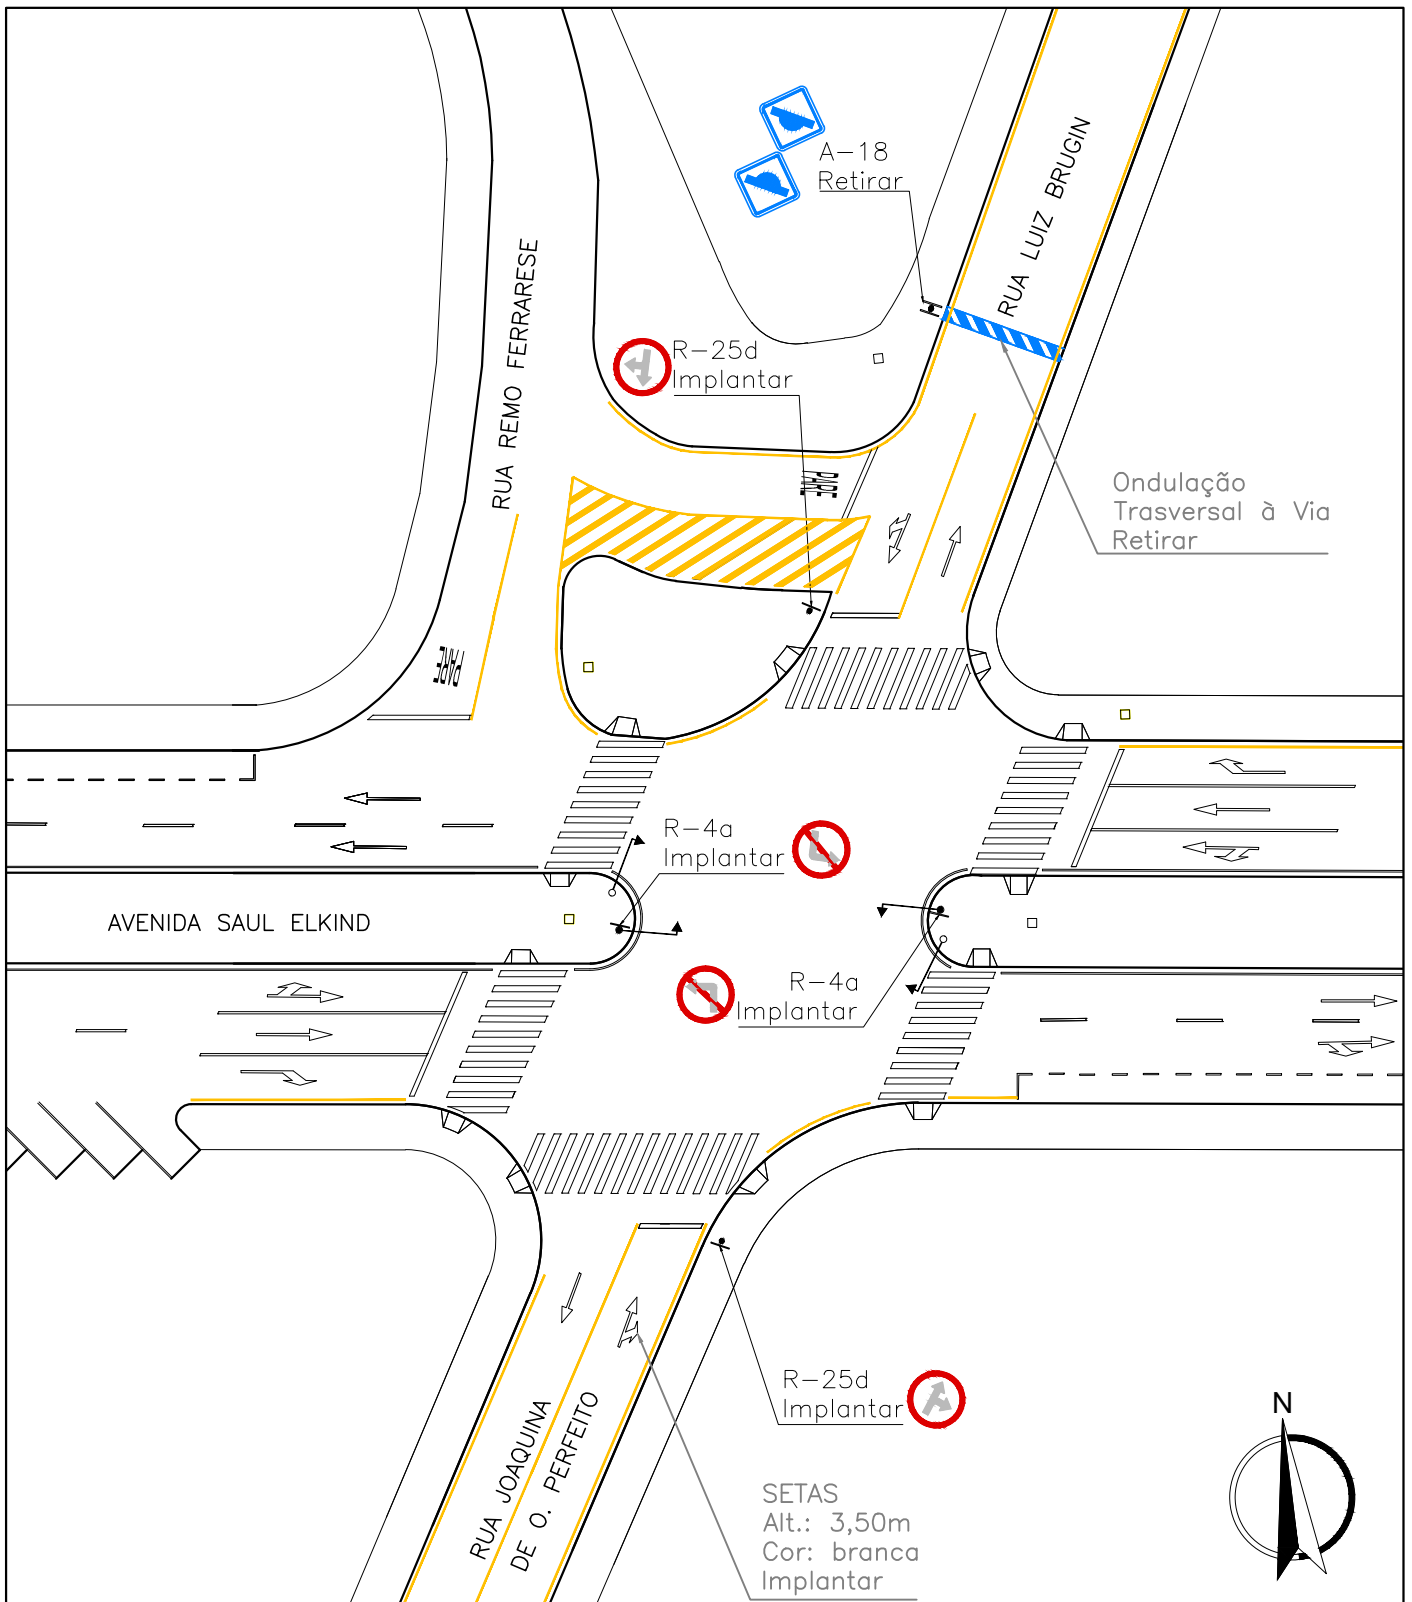 A-18
Retirar
RUA LUIZ BRUGIN
RUA REMO FERRARESE
R-25d
Implantar
PARE
Ondulação
Trasversal à Via
Retirar
PARE
R-4a
Implantar
AVENIDA SAUL ELKIND
R-4a
Implantar
R-25d
Implantar
RUA JOAQUINA
DE O. PERFEITO
N
SETAS
Alt.: 3,50m
Cor: branca
Implantar